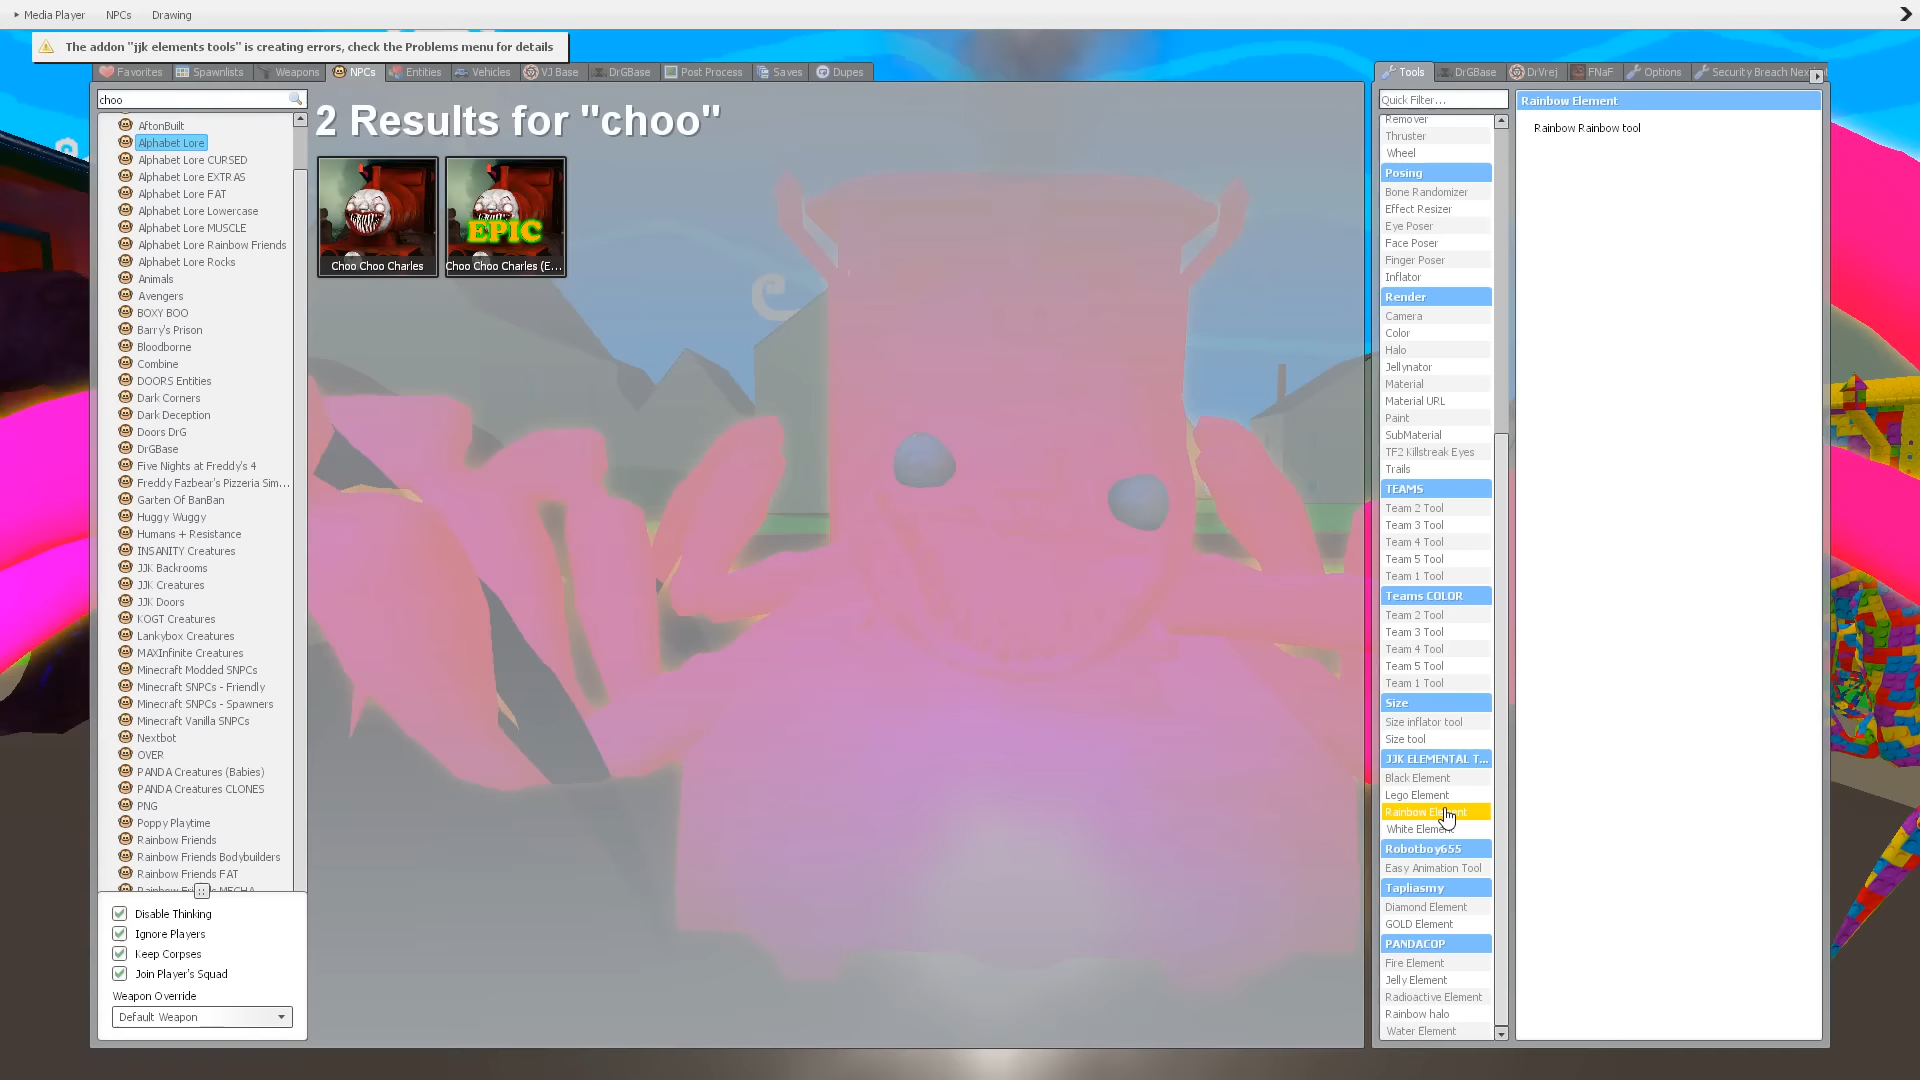 Media Player NPCs Drawing
The addon "jjk elements tools" is creating errors, check the Problems menu for details
Favorites Spawnlists Weapons NPCs Entities Vehicles VJ Base DrGBase Post Process Saves Dupes
choo
AftonBuilt
Alphabet Lore
Alphabet Lore CURSED
Alphabet Lore EXTRAS
Alphabet Lore FAT
Alphabet Lore Lowercase
Alphabet Lore MUSCLE
Alphabet Lore Rainbow Friends
Alphabet Lore Rocks
Animals
Avengers
BOXY BOO
Barry's Prison
Bloodborne
Combine
DOORS Entities
Dark Corners
Dark Deception
Doors DrG
DrGBase
Five Nights at Freddy's 4
Freddy Fazbear's Pizzeria Sim...
Garten Of BanBan
Huggy Wuggy
Humans + Resistance
INSANITY Creatures
JJK Backrooms
JJK Creatures
JJK Doors
KOGT Creatures
Lankybox Creatures
MAXInfinite Creatures
Minecraft Modded SNPCs
Minecraft SNPCs - Friendly
Minecraft SNPCs - Spawners
Minecraft Vanilla SNPCs
Nextbot
OVER
PANDA Creatures (Babies)
PANDA Creatures CLONES
PNG
Poppy Playtime
Rainbow Friends
Rainbow Friends Bodybuilders
Rainbow Friends FAT
Disable Thinking
Ignore Players
Keep Corpses
Join Player's Squad
Weapon Override
Default Weapon
2 Results for "choo"
Choo Choo Charles
EPIC
Choo Choo Charles (E...
Tools DrGBase DrVrej FNaF Options Security Breach
Quick Filter...
Remover
Thruster
Wheel
Posing
Bone Randomizer
Effect Resizer
Eye Poser
Face Poser
Finger Poser
Inflator
Render
Camera
Color
Halo
Jellynator
Material
Material URL
Paint
SubMaterial
TF2 Killstreak Eyes
Trails
TEAMS
Team 2 Tool
Team 3 Tool
Team 4 Tool
Team 5 Tool
Team 1 Tool
Teams COLOR
Team 2 Tool
Team 3 Tool
Team 4 Tool
Team 5 Tool
Team 1 Tool
Size
Size inflator tool
Size tool
JJK ELEMENTAL T...
Black Element
Lego Element
Rainbow Element
White Element
Robotboy655
Easy Animation Tool
Tapliasmy
Diamond Element
GOLD Element
PANDACOP
Fire Element
Jelly Element
Radioactive Element
Rainbow halo
Water Element
Rainbow Element
Rainbow Rainbow tool